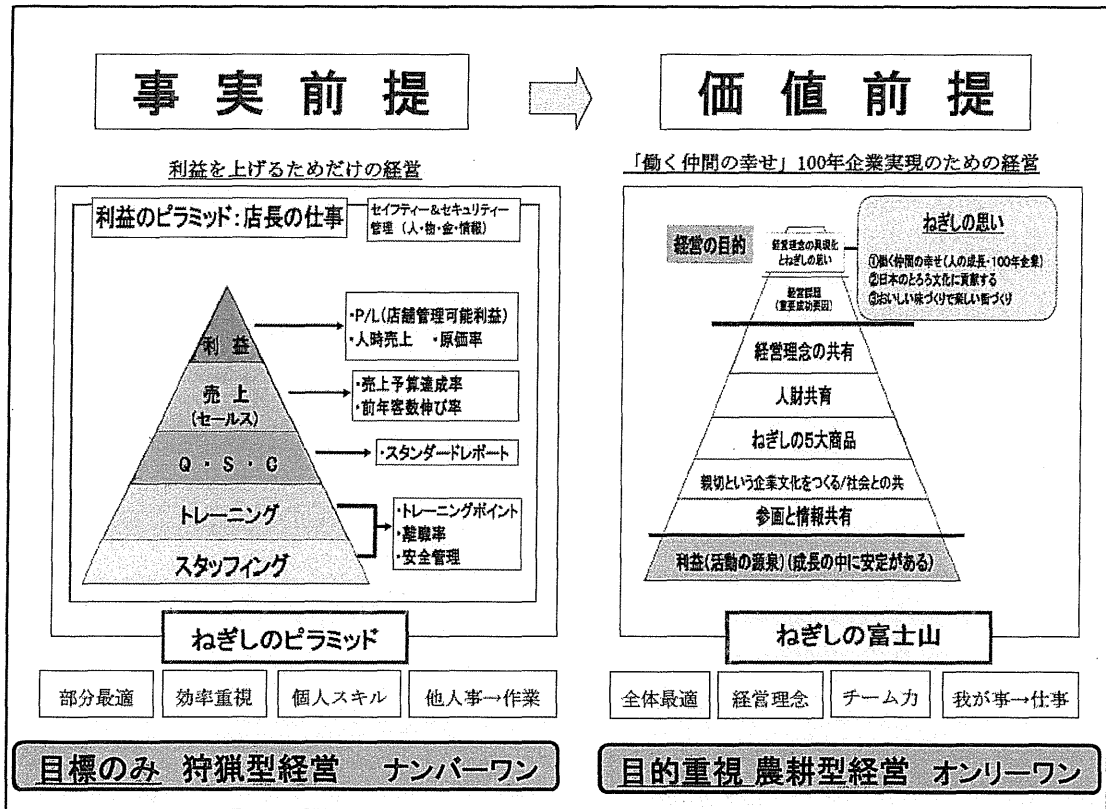 事実前提
利益を上げるためだけの経営
利益のピラミッド：店長の仕事
セイフティー＆セキュリティー
管理（人・物・金・情報）
利益
・P/L（店舗管理可能利益）
・人時売上　・原価率
売上
（セールス）
・売上予算達成率
・前年客数伸び率
Q・S・C
・スタンダードレポート
トレーニング
スタッフィング
・トレーニングポイント
・離職率
・安全管理
ねぎしのピラミッド
部分最適
効率重視
個人スキル
他人事→作業
目標のみ 狩猟型経営　ナンバーワン
価値前提
「働く仲間の幸せ」100年企業実現のための経営
経営の目的
経営理念の具現化
とねぎしの思い
ねぎしの思い
①働く仲間の幸せ（人の成長・100年企業）
②日本のとろろ文化に貢献する
③おいしい味づくりで楽しい街づくり
経営課題
（重要成功要因）
経営理念の共有
人財共育
ねぎしの5大商品
親切という企業文化をつくる/社会との共
参画と情報共有
利益（活動の源泉）（成長の中に安定がある）
ねぎしの富士山
全体最適
経営理念
チーム力
我が事→仕事
目的重視 農耕型経営 オンリーワン